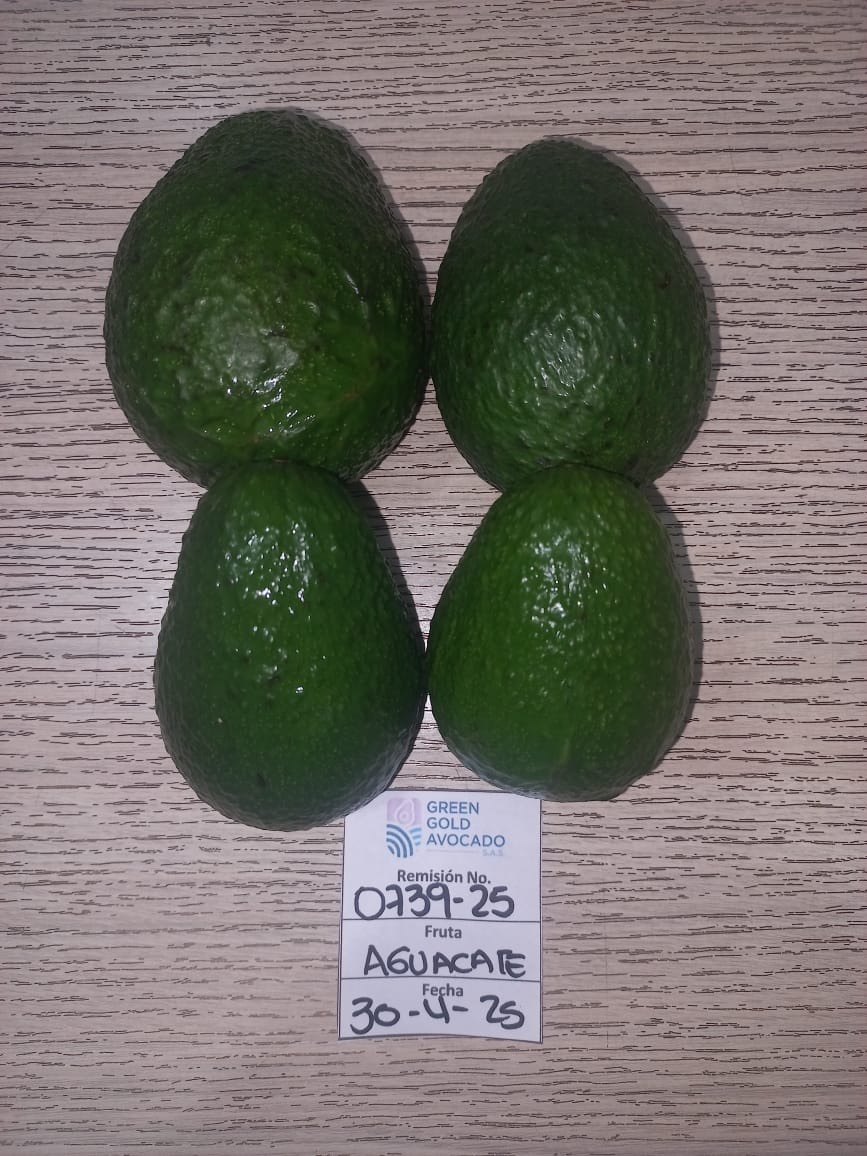 GREEN
GOLD
AVOCADO
S.A.S.
Remisión No.
0739-25
Fruta
AGUACATE
Fecha
30-4-25